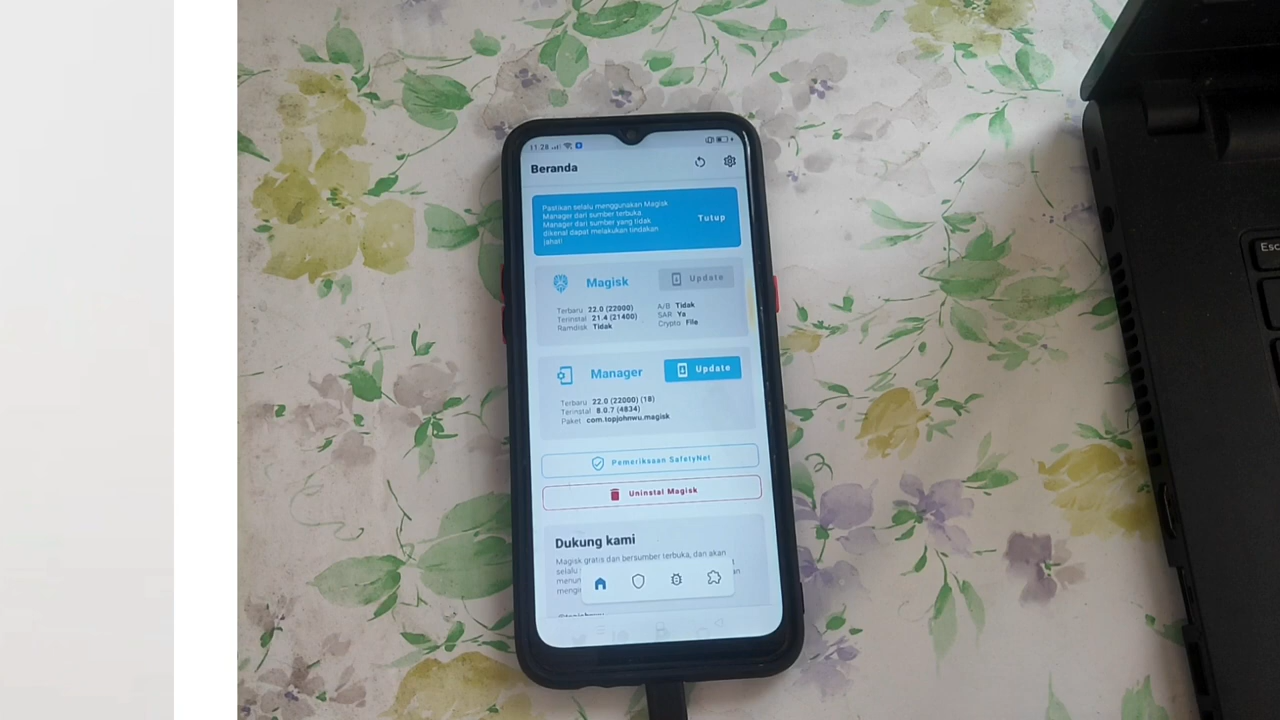 11.28
Beranda
Pastikan selalu menggunakan Magisk
Manager dari sumber terbuka.
Manager dari sumber yang tidak
dikenal dapat melakukan tindakan
jahat!
Tutup
Magisk
Update
Terbaru 22.0 (22000)
Terinstal 21.4 (21400)
Ramdisk Tidak
A/B Tidak
SAR Ya
Crypto File
Manager
Update
Terbaru 22.0 (22000) (18)
Terinstal 8.0.7 (4834)
Paket com.topjohnwu.magisk
Pemeriksaan SafetyNet
Uninstal Magisk
Dukung kami
Magisk gratis dan bersumber terbuka, dan akan
selalu
Esc